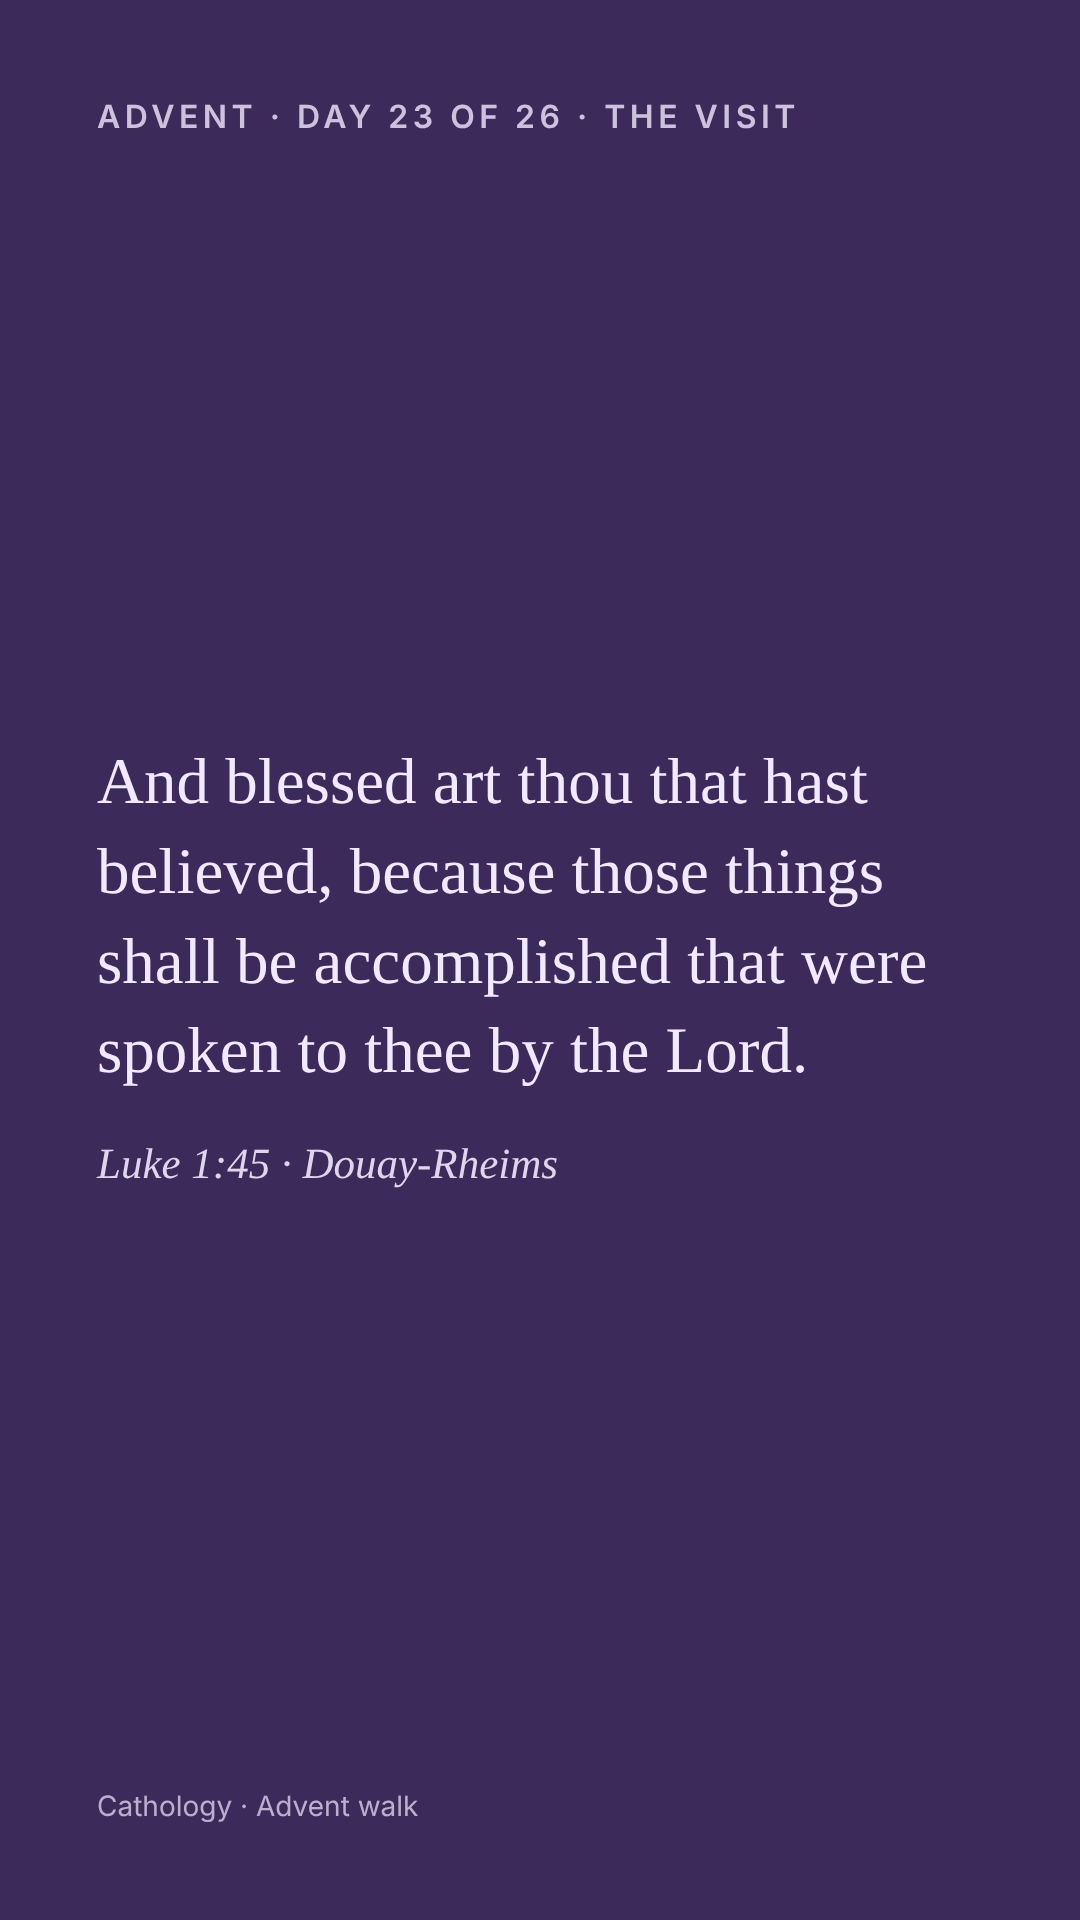 ADVENT · DAY 23 OF 26 · THE VISIT
And blessed art thou that hast
believed, because those things
shall be accomplished that were
spoken to thee by the Lord.
Luke 1:45 · Douay-Rheims
Cathology · Advent walk